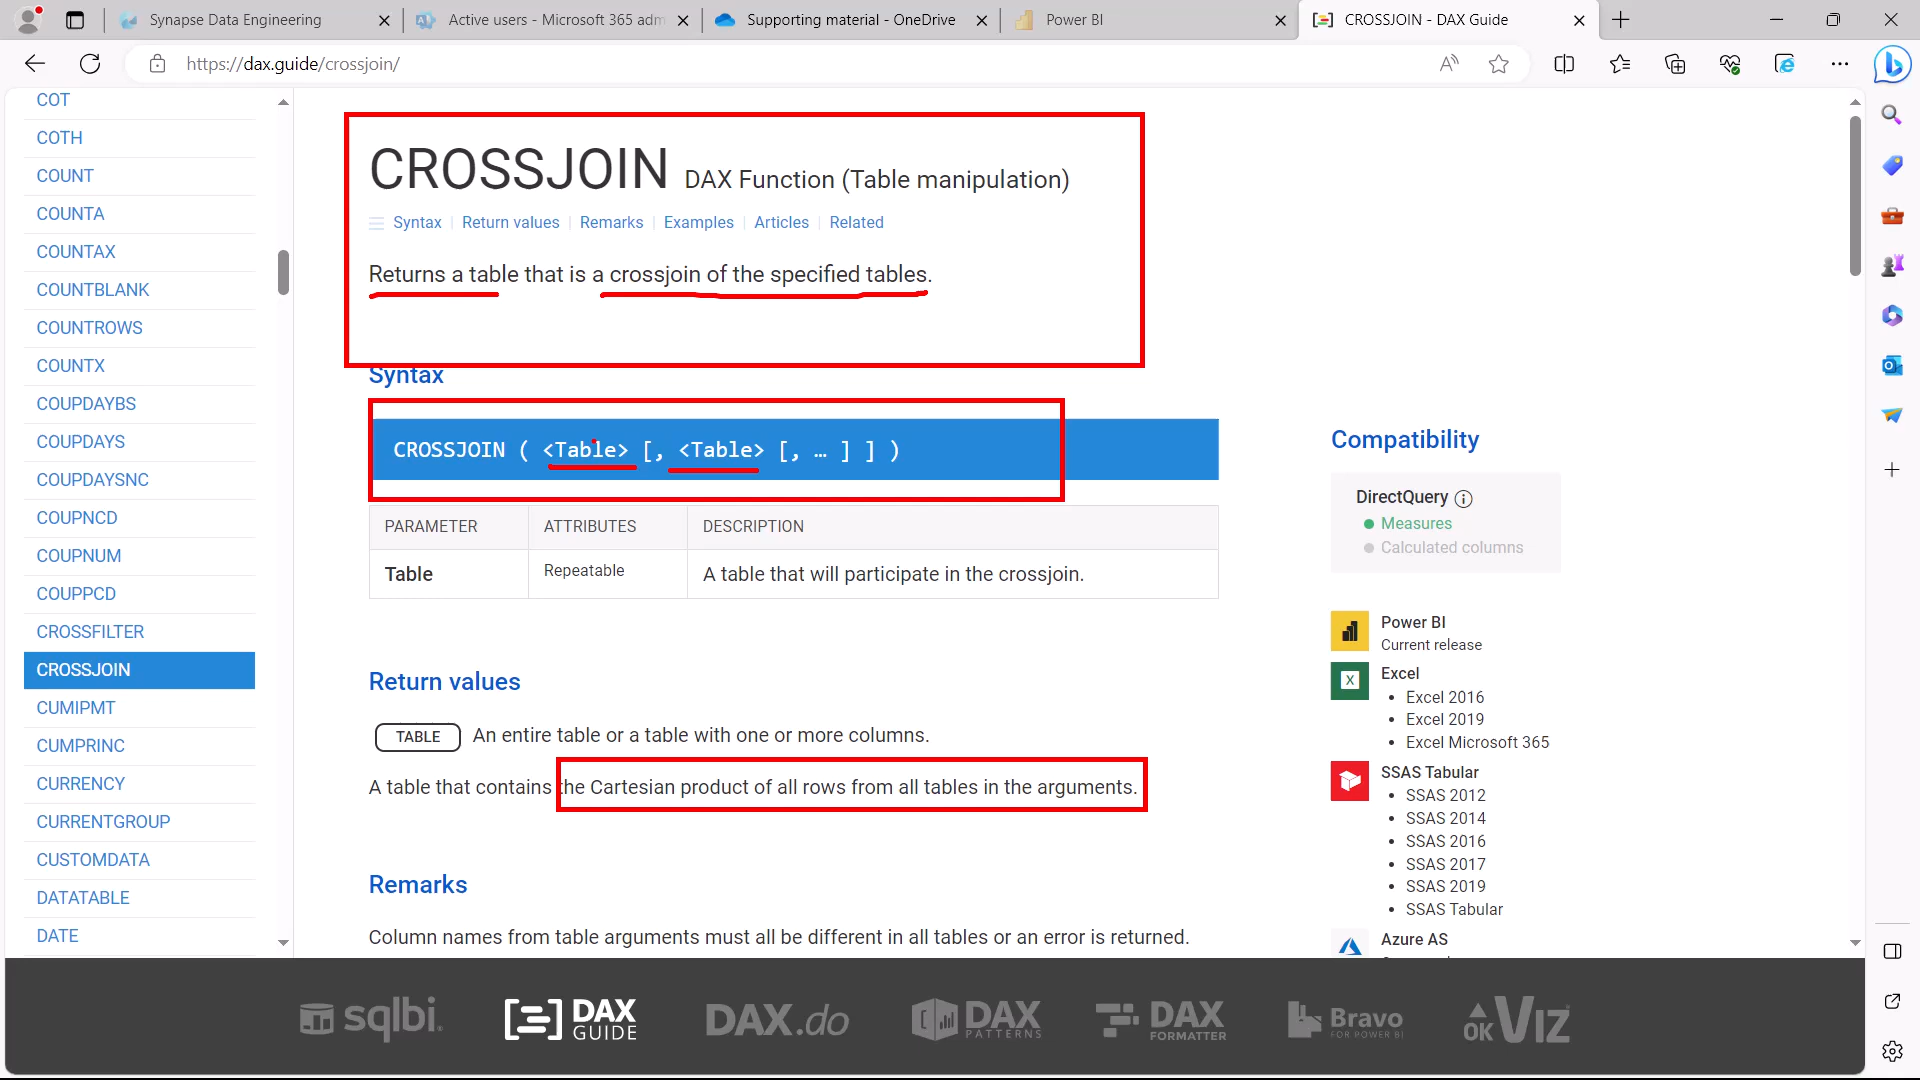 Synapse Data Engineering
Active users - Microsoft 365 adm
Supporting material - OneDrive
Power BI
CROSSJOIN - DAX Guide
https://dax.guide/crossjoin/
COT
COTH
COUNT
COUNTA
COUNTAX
COUNTBLANK
COUNTROWS
COUNTX
COUPDAYBS
COUPDAYS
COUPDAYSNC
COUPNCD
COUPNUM
COUPPCD
CROSSFILTER
CROSSJOIN
CUMIPMT
CUMPRINC
CURRENCY
CURRENTGROUP
CUSTOMDATA
DATATABLE
DATE
CROSSJOIN DAX Function (Table manipulation)
Syntax | Return values | Remarks | Examples | Articles | Related
Returns a table that is a crossjoin of the specified tables.
Syntax
CROSSJOIN ( <Table> [, <Table> [, … ] ] )
PARAMETER ATTRIBUTES DESCRIPTION
Table Repeatable A table that will participate in the crossjoin.
Return values
TABLE An entire table or a table with one or more columns.
A table that contains the Cartesian product of all rows from all tables in the arguments.
Remarks
Column names from table arguments must all be different in all tables or an error is returned.
Compatibility
DirectQuery
Measures
Calculated columns
Power BI
Current release
Excel
• Excel 2016
• Excel 2019
• Excel Microsoft 365
SSAS Tabular
• SSAS 2012
• SSAS 2014
• SSAS 2016
• SSAS 2017
• SSAS 2019
• SSAS Tabular
Azure AS
sqlbi.
DAX GUIDE
DAX.do
DAX PATTERNS
DAX FORMATTER
Bravo FOR POWER BI
OK VIZ